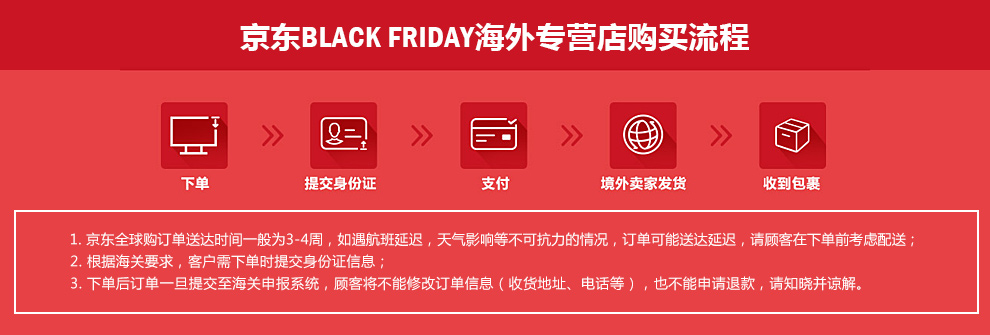 京东BLACK FRIDAY海外专营店购买流程
下单
提交身份证
支付
境外卖家发货
收到包裹
1. 京东全球购订单送达时间一般为3-4周，如遇航班延迟，天气影响等不可抗力的情况，订单可能送达延迟，请顾客在下单前考虑配送；
2. 根据海关要求，客户需下单时提交身份证信息；
3. 下单后订单一旦提交至海关申报系统，顾客将不能修改订单信息（收货地址、电话等），也不能申请退款，请知晓并谅解。